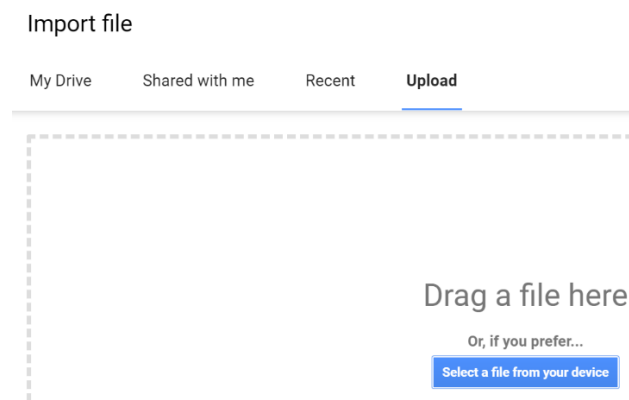 Import file
My Drive Shared with me Recent Upload
Drag a file here
Or, if you prefer...
Select a file from your device